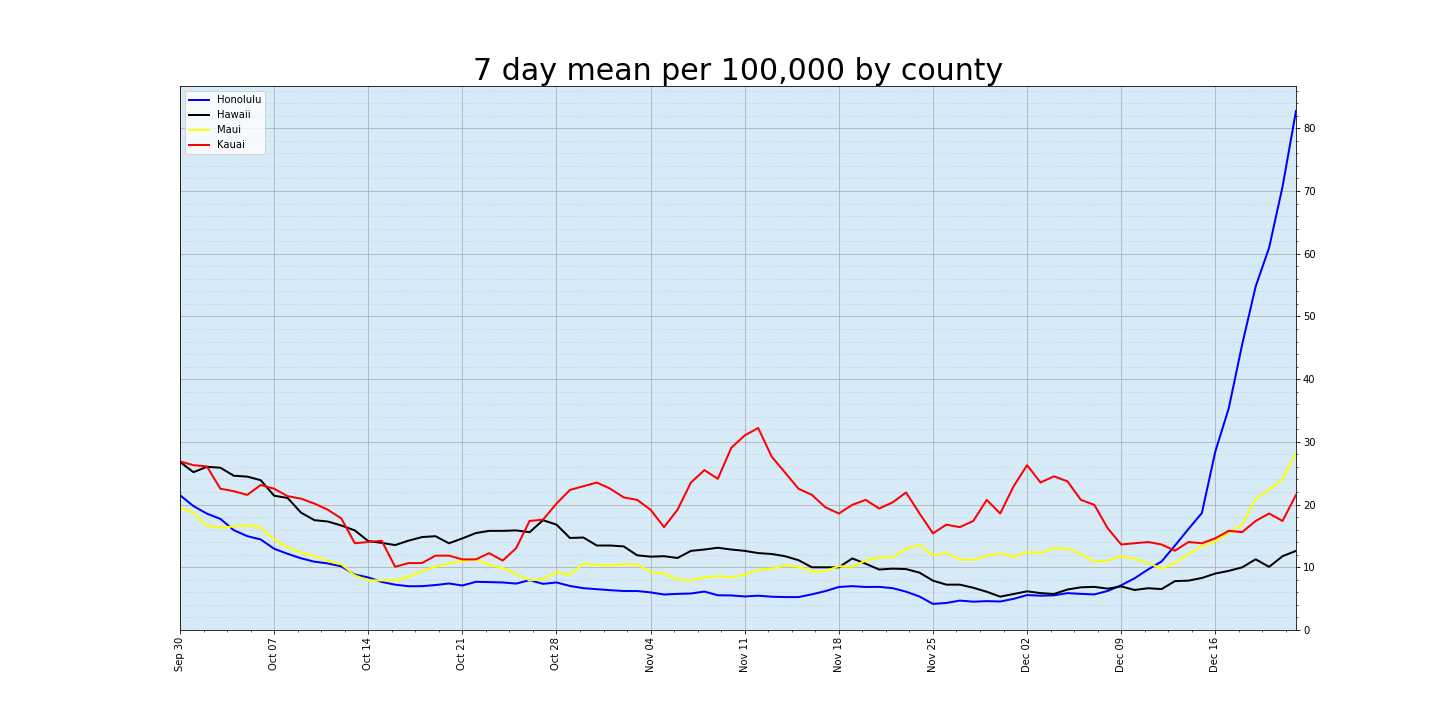 7 day mean per 100,000 by county
Honolulu
Hawaii
Maui
Kauai
80
70
60
50
40
30
20
10
0
Sep 30
Oct 07
Oct 14
Oct 21
Oct 28
Nov 04
Nov 11
Nov 18
Nov 25
Dec 02
Dec 09
Dec 16